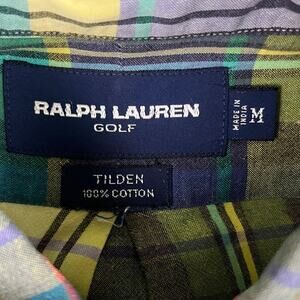 RALPH LAUREN
GOLF
MADE IN
INDIA
M
TILDEN
100% COTTON